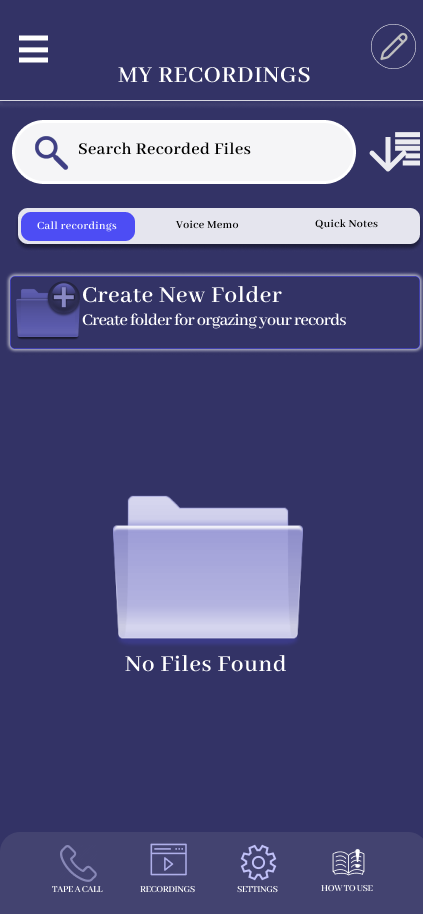 MY RECORDINGS
Search Recorded Files
Call recordings
Voice Memo
Quick Notes
Create New Folder
Create folder for orgazing your records
No Files Found
TAPE A CALL
RECORDINGS
SETTINGS
HOW TO USE